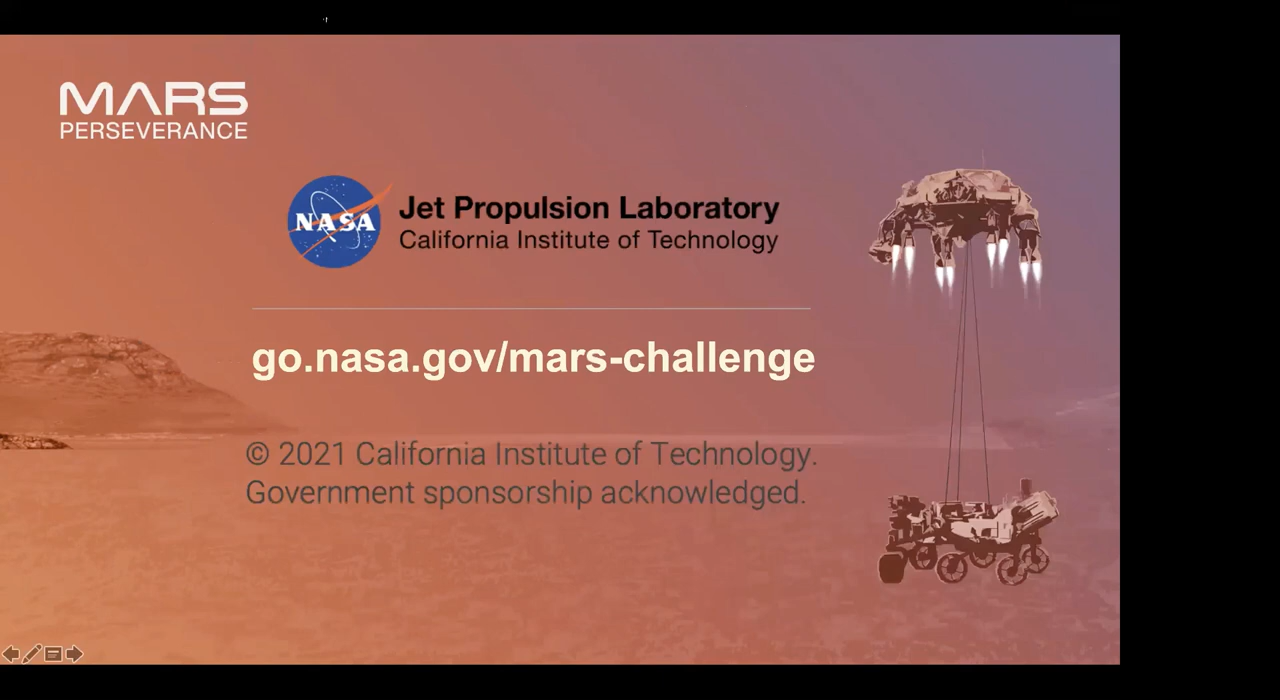 MARS
PERSEVERANCE
NASA
Jet Propulsion Laboratory
California Institute of Technology
go.nasa.gov/mars-challenge
© 2021 California Institute of Technology.
Government sponsorship acknowledged.